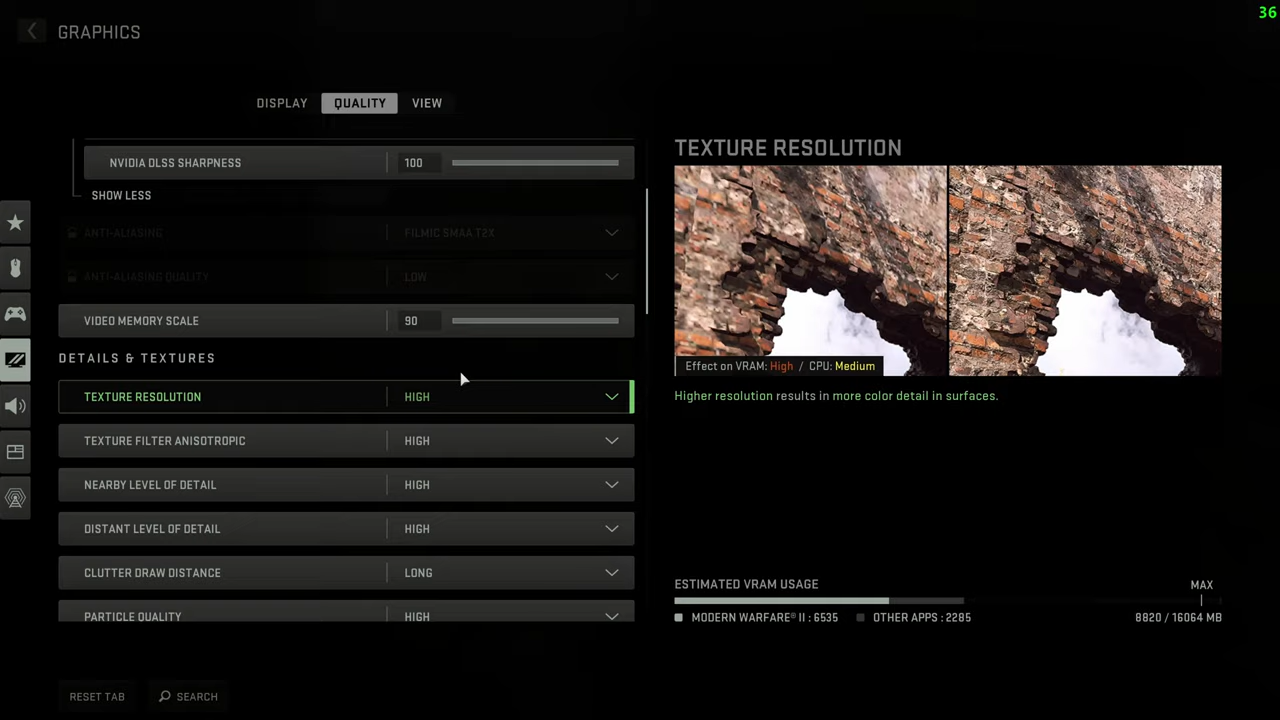 36
GRAPHICS
DISPLAY QUALITY VIEW
NVIDIA DLSS SHARPNESS 100
SHOW LESS
ANTI-ALIASING FILMIC SMAA T2X
ANTI-ALIASING QUALITY LOW
VIDEO MEMORY SCALE 90
DETAILS & TEXTURES
TEXTURE RESOLUTION HIGH
TEXTURE FILTER ANISOTROPIC HIGH
NEARBY LEVEL OF DETAIL HIGH
DISTANT LEVEL OF DETAIL HIGH
CLUTTER DRAW DISTANCE LONG
PARTICLE QUALITY HIGH
TEXTURE RESOLUTION
Effect on VRAM: High / CPU: Medium
Higher resolution results in more color detail in surfaces.
ESTIMATED VRAM USAGE MAX
MODERN WARFARE® II : 6535 OTHER APPS : 2285 8820 / 16064 MB
RESET TAB SEARCH